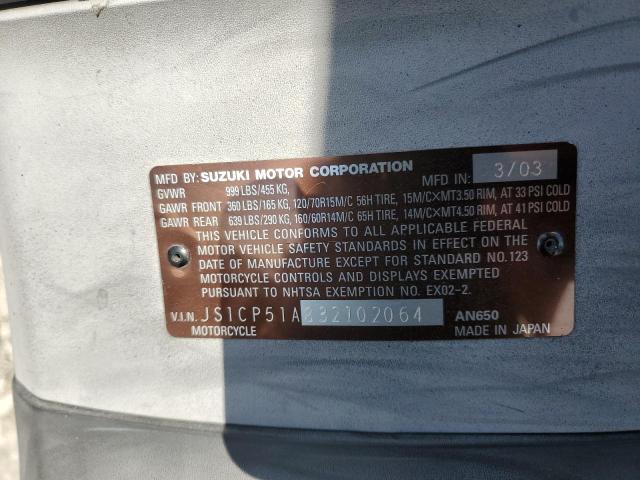 MFD BY: SUZUKI MOTOR CORPORATION MFD IN: 3/03
GVWR 999 LBS/455 KG,
GAWR FRONT 360 LBS/165 KG, 120/70R15M/C 56H TIRE, 15M/C×MT3.50 RIM, AT 33 PSI COLD
GAWR REAR 639 LBS/290 KG, 160/60R14M/C 65H TIRE, 14M/C×MT4.50 RIM, AT 41 PSI COLD
THIS VEHICLE CONFORMS TO ALL APPLICABLE FEDERAL
MOTOR VEHICLE SAFETY STANDARDS IN EFFECT ON THE
DATE OF MANUFACTURE EXCEPT FOR STANDARD NO.123
MOTORCYCLE CONTROLS AND DISPLAYS EXEMPTED
PURSUANT TO NHTSA EXEMPTION NO. EX02-2.
V.I.N. JS1CP51A332102064 AN650
MOTORCYCLE MADE IN JAPAN